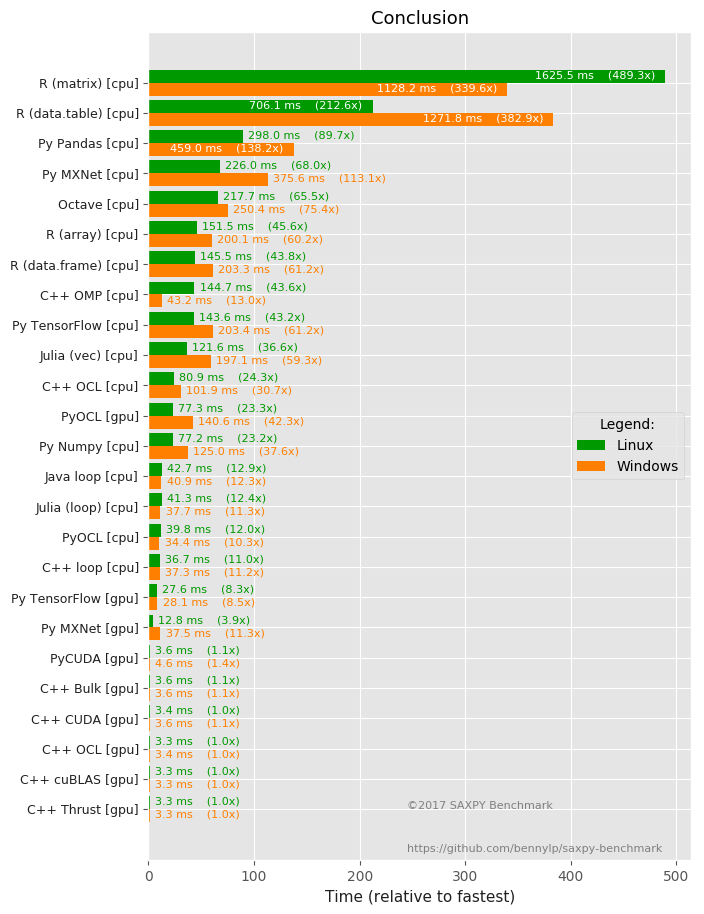 Conclusion
R (matrix) [cpu]
1625.5 ms (489.3x)
1128.2 ms (339.6x)
R (data.table) [cpu]
706.1 ms (212.6x)
1271.8 ms (382.9x)
Py Pandas [cpu]
298.0 ms (89.7x)
459.0 ms (138.2x)
Py MXNet [cpu]
226.0 ms (68.0x)
375.6 ms (113.1x)
Octave [cpu]
217.7 ms (65.5x)
250.4 ms (75.4x)
R (array) [cpu]
151.5 ms (45.6x)
200.1 ms (60.2x)
R (data.frame) [cpu]
145.5 ms (43.8x)
203.3 ms (61.2x)
C++ OMP [cpu]
144.7 ms (43.6x)
43.2 ms (13.0x)
Py TensorFlow [cpu]
143.6 ms (43.2x)
203.4 ms (61.2x)
Julia (vec) [cpu]
121.6 ms (36.6x)
197.1 ms (59.3x)
C++ OCL [cpu]
80.9 ms (24.3x)
101.9 ms (30.7x)
PyOCL [gpu]
77.3 ms (23.3x)
140.6 ms (42.3x)
Py Numpy [cpu]
77.2 ms (23.2x)
125.0 ms (37.6x)
Java loop [cpu]
42.7 ms (12.9x)
40.9 ms (12.3x)
Julia (loop) [cpu]
41.3 ms (12.4x)
37.7 ms (11.3x)
PyOCL [cpu]
39.8 ms (12.0x)
34.4 ms (10.3x)
C++ loop [cpu]
36.7 ms (11.0x)
37.3 ms (11.2x)
Py TensorFlow [gpu]
27.6 ms (8.3x)
28.1 ms (8.5x)
Py MXNet [gpu]
12.8 ms (3.9x)
37.5 ms (11.3x)
PyCUDA [gpu]
3.6 ms (1.1x)
4.6 ms (1.4x)
C++ Bulk [gpu]
3.6 ms (1.1x)
3.6 ms (1.1x)
C++ CUDA [gpu]
3.4 ms (1.0x)
3.6 ms (1.1x)
C++ OCL [gpu]
3.3 ms (1.0x)
3.4 ms (1.0x)
C++ cuBLAS [gpu]
3.3 ms (1.0x)
3.3 ms (1.0x)
C++ Thrust [gpu]
3.3 ms (1.0x)
3.3 ms (1.0x)
Legend:
Linux
Windows
©2017 SAXPY Benchmark
https://github.com/bennylp/saxpy-benchmark
0 100 200 300 400 500
Time (relative to fastest)